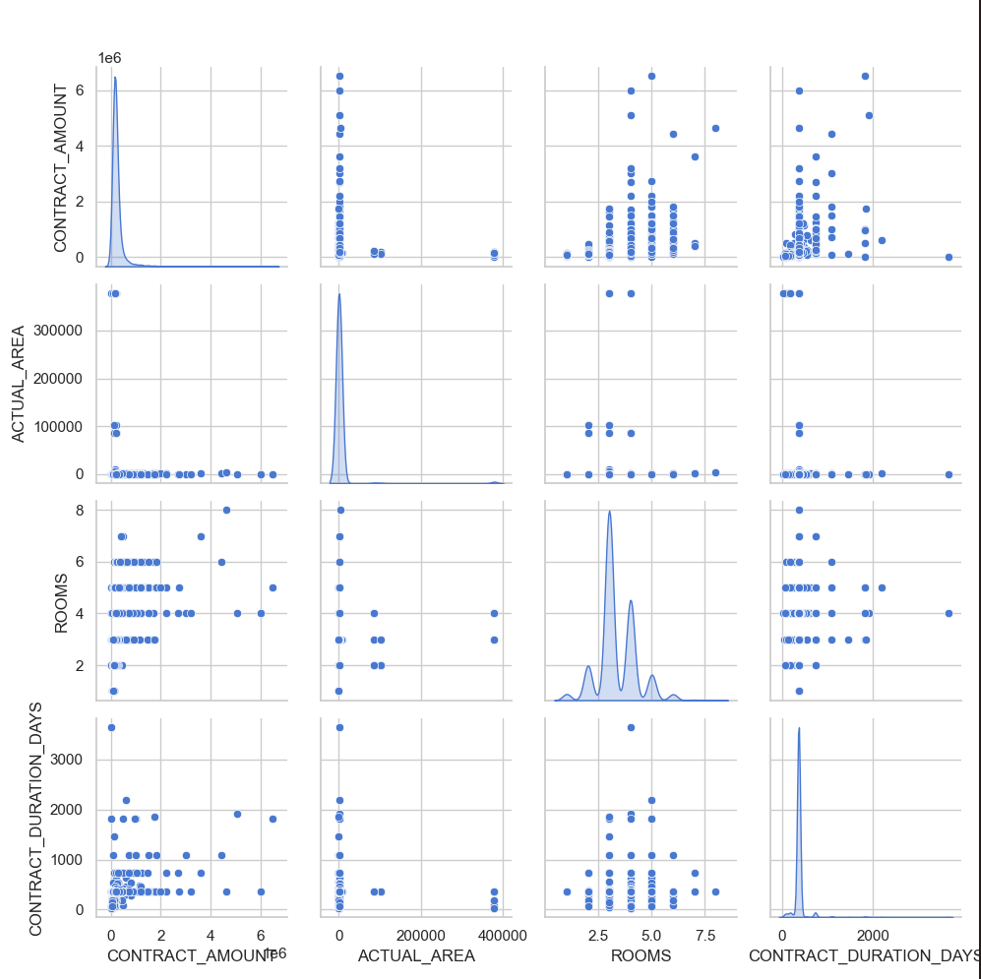 1e6
CONTRACT_AMOUNT
6
4
2
0
ACTUAL_AREA
300000
200000
100000
0
ROOMS
8
6
4
2
CONTRACT_DURATION_DAYS
3000
2000
1000
0
0 2 4 6 0 200000 400000 2.5 5.0 7.5 0 2000
CONTRACT_AMOUNT 1e6 ACTUAL_AREA ROOMS CONTRACT_DURATION_DAYS